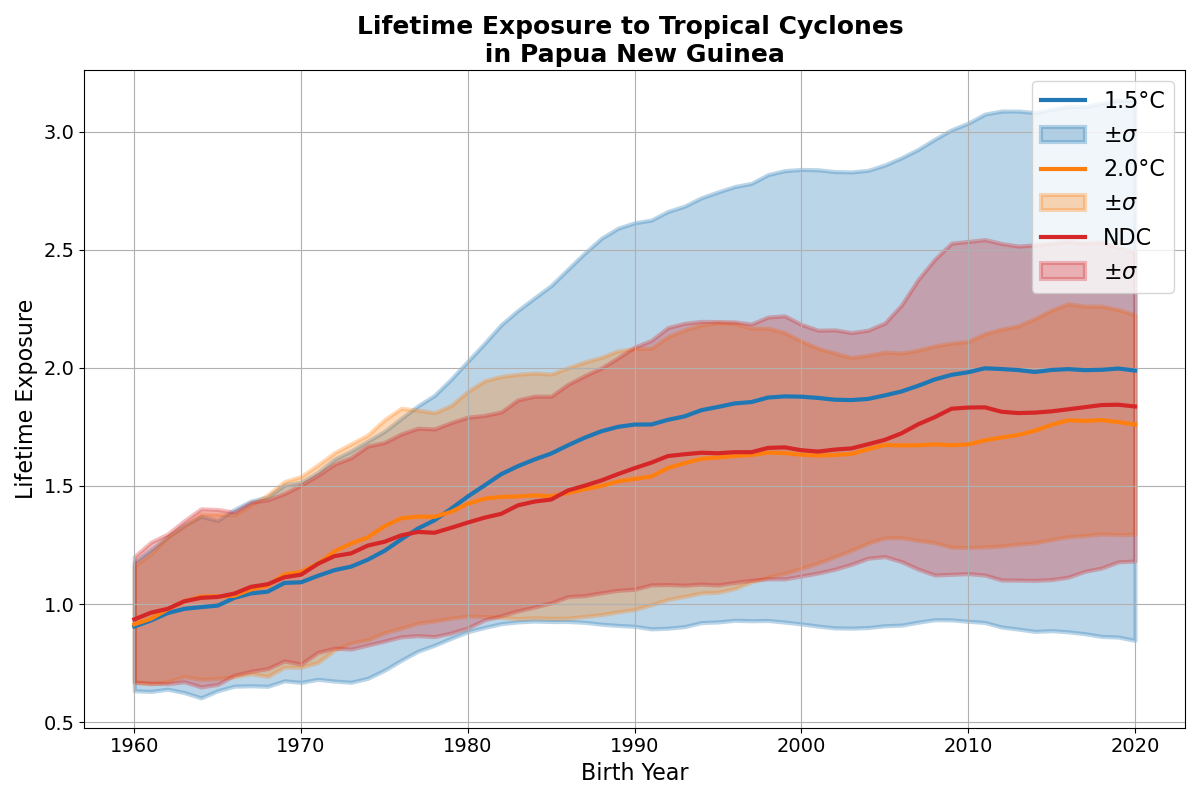 Lifetime Exposure to Tropical Cyclones
in Papua New Guinea
Lifetime Exposure
3.0
2.5
2.0
1.5
1.0
0.5
1960
1970
1980
1990
2000
2010
2020
Birth Year
1.5°C
±σ
2.0°C
±σ
NDC
±σ